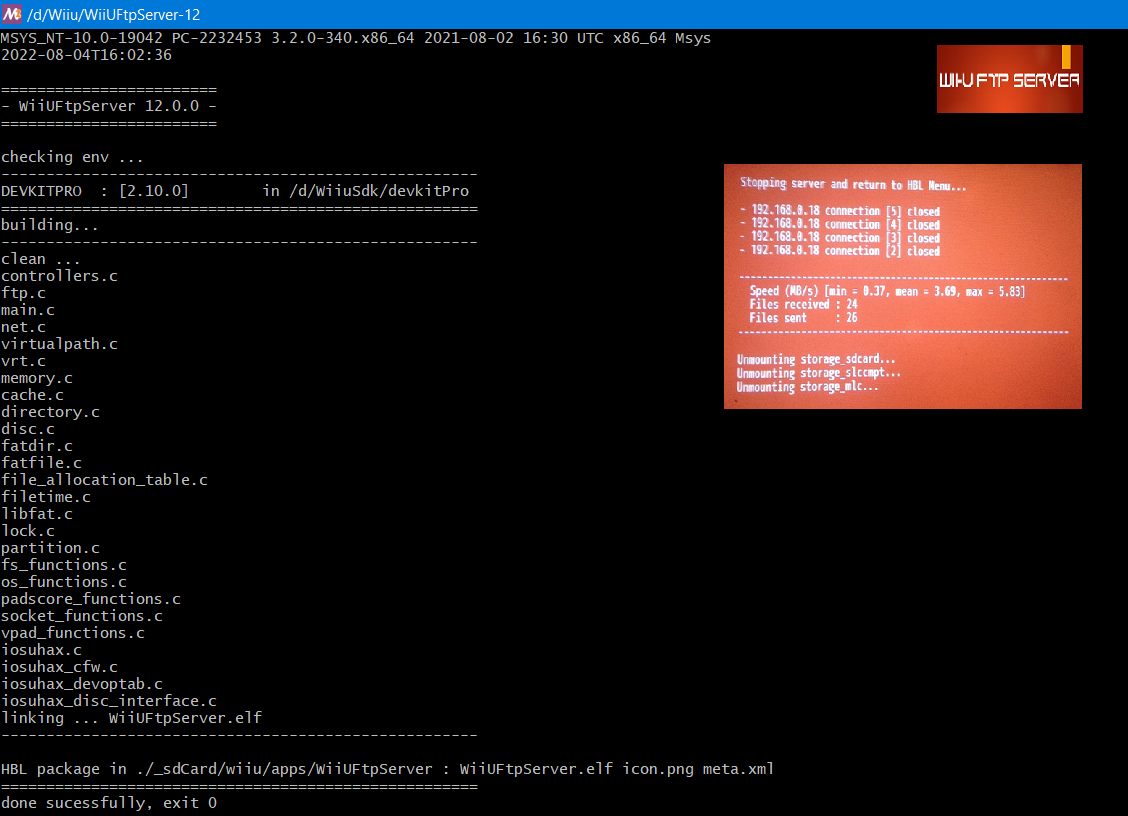 /d/Wiiu/WiiUFtpServer-12
MSYS_NT-10.0-19042 PC-2232453 3.2.0-340.x86_64 2021-08-02 16:30 UTC x86_64 Msys
2022-08-04T16:02:36
========================
- WiiUFtpServer 12.0.0 -
========================
checking env ...
-----------------------------------------------------
DEVKITPRO  : [2.10.0]        in /d/WiiuSdk/devkitPro
=====================================================
building...
-----------------------------------------------------
clean ...
controllers.c
ftp.c
main.c
net.c
virtualpath.c
vrt.c
memory.c
cache.c
directory.c
disc.c
fatdir.c
fatfile.c
file_allocation_table.c
filetime.c
libfat.c
lock.c
partition.c
fs_functions.c
os_functions.c
padscore_functions.c
socket_functions.c
vpad_functions.c
iosuhax.c
iosuhax_cfw.c
iosuhax_devoptab.c
iosuhax_disc_interface.c
linking ... WiiUFtpServer.elf
-----------------------------------------------------
HBL package in ./_sdCard/wiiu/apps/WiiUFtpServer : WiiUFtpServer.elf icon.png meta.xml
=====================================================
done sucessfully, exit 0
WII-U FTP SERVER
Stopping server and return to HBL Menu...
- 192.168.0.18 connection [5] closed
- 192.168.0.18 connection [4] closed
- 192.168.0.18 connection [3] closed
- 192.168.0.18 connection [2] closed
------------------------------------------------------------
Speed (MB/s) [min = 0.37, mean = 3.69, max = 5.83]
Files received : 24
Files sent     : 26
------------------------------------------------------------
Unmounting storage_sdcard...
Unmounting storage_slccmpt...
Unmounting storage_mlc...